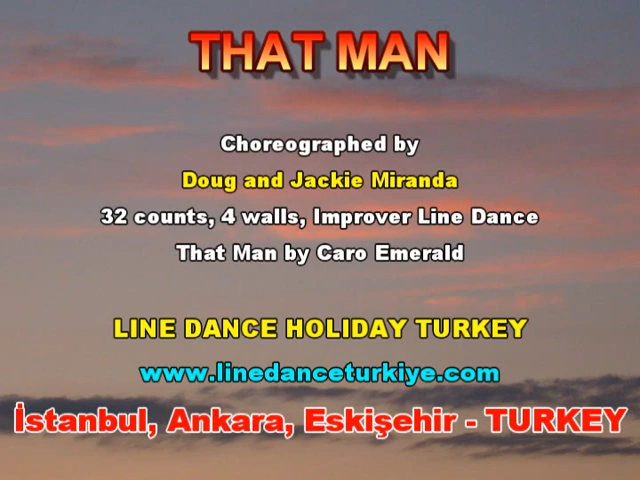 THAT MAN
Choreographed by
Doug and Jackie Miranda
32 counts, 4 walls, Improver Line Dance
That Man by Caro Emerald
LINE DANCE HOLIDAY TURKEY
www.linedanceturkiye.com
İstanbul, Ankara, Eskişehir - TURKEY